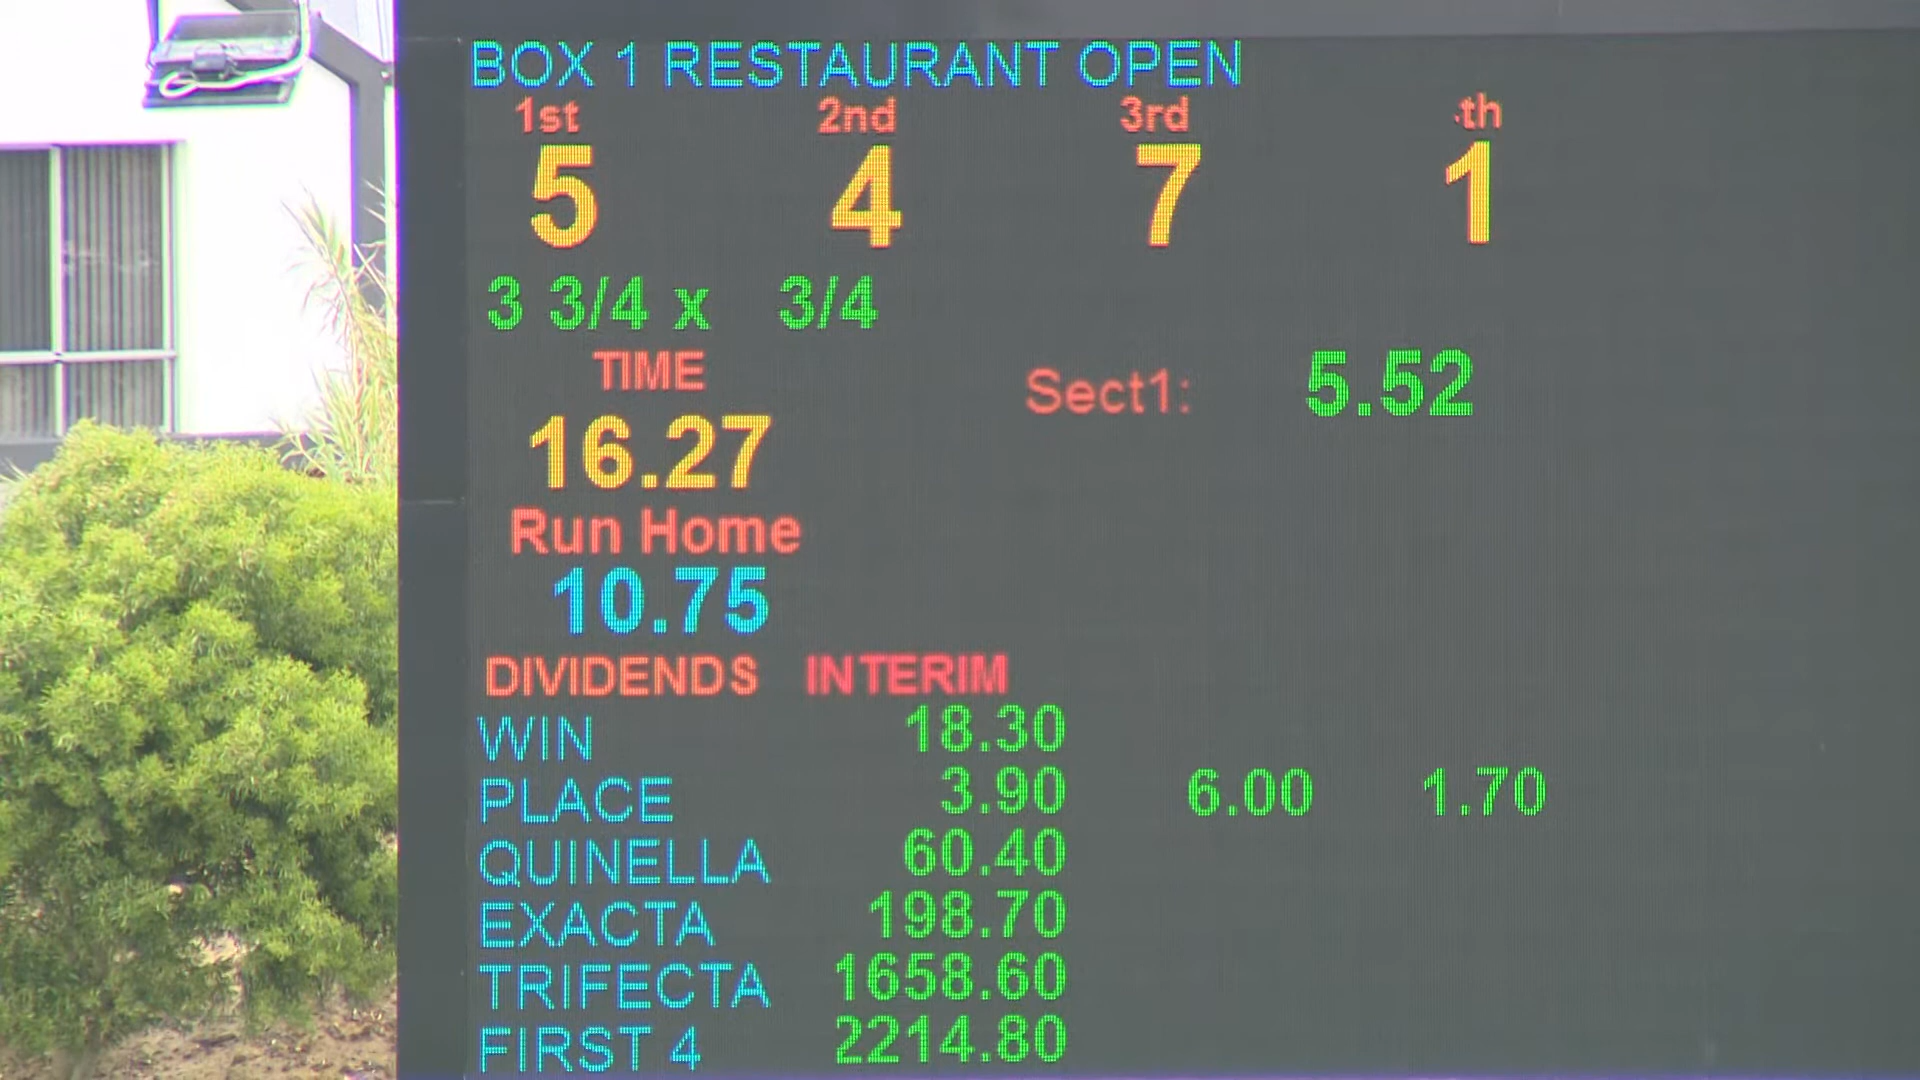 BOX 1 RESTAURANT OPEN
1st 2nd 3rd th
5 4 7 1
3 3/4 x 3/4
TIME
Sect1: 5.52
16.27
Run Home
10.75
DIVIDENDS INTERIM
WIN 18.30
PLACE 3.90 6.00 1.70
QUINELLA 60.40
EXACTA 198.70
TRIFECTA 1658.60
FIRST 4 2214.80